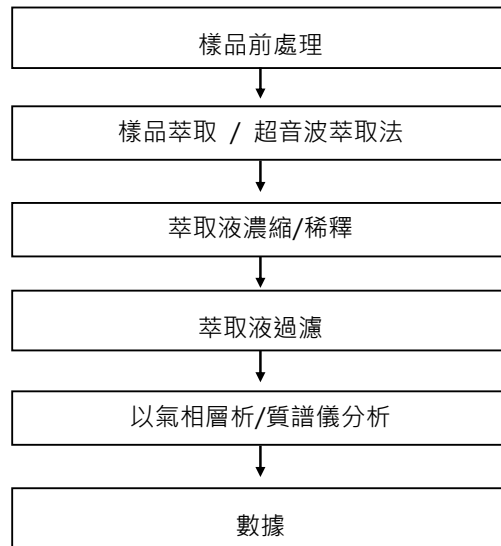 樣品前處理
樣品萃取 / 超音波萃取法
萃取液濃縮/稀釋
萃取液過濾
以氣相層析/質譜儀分析
數據